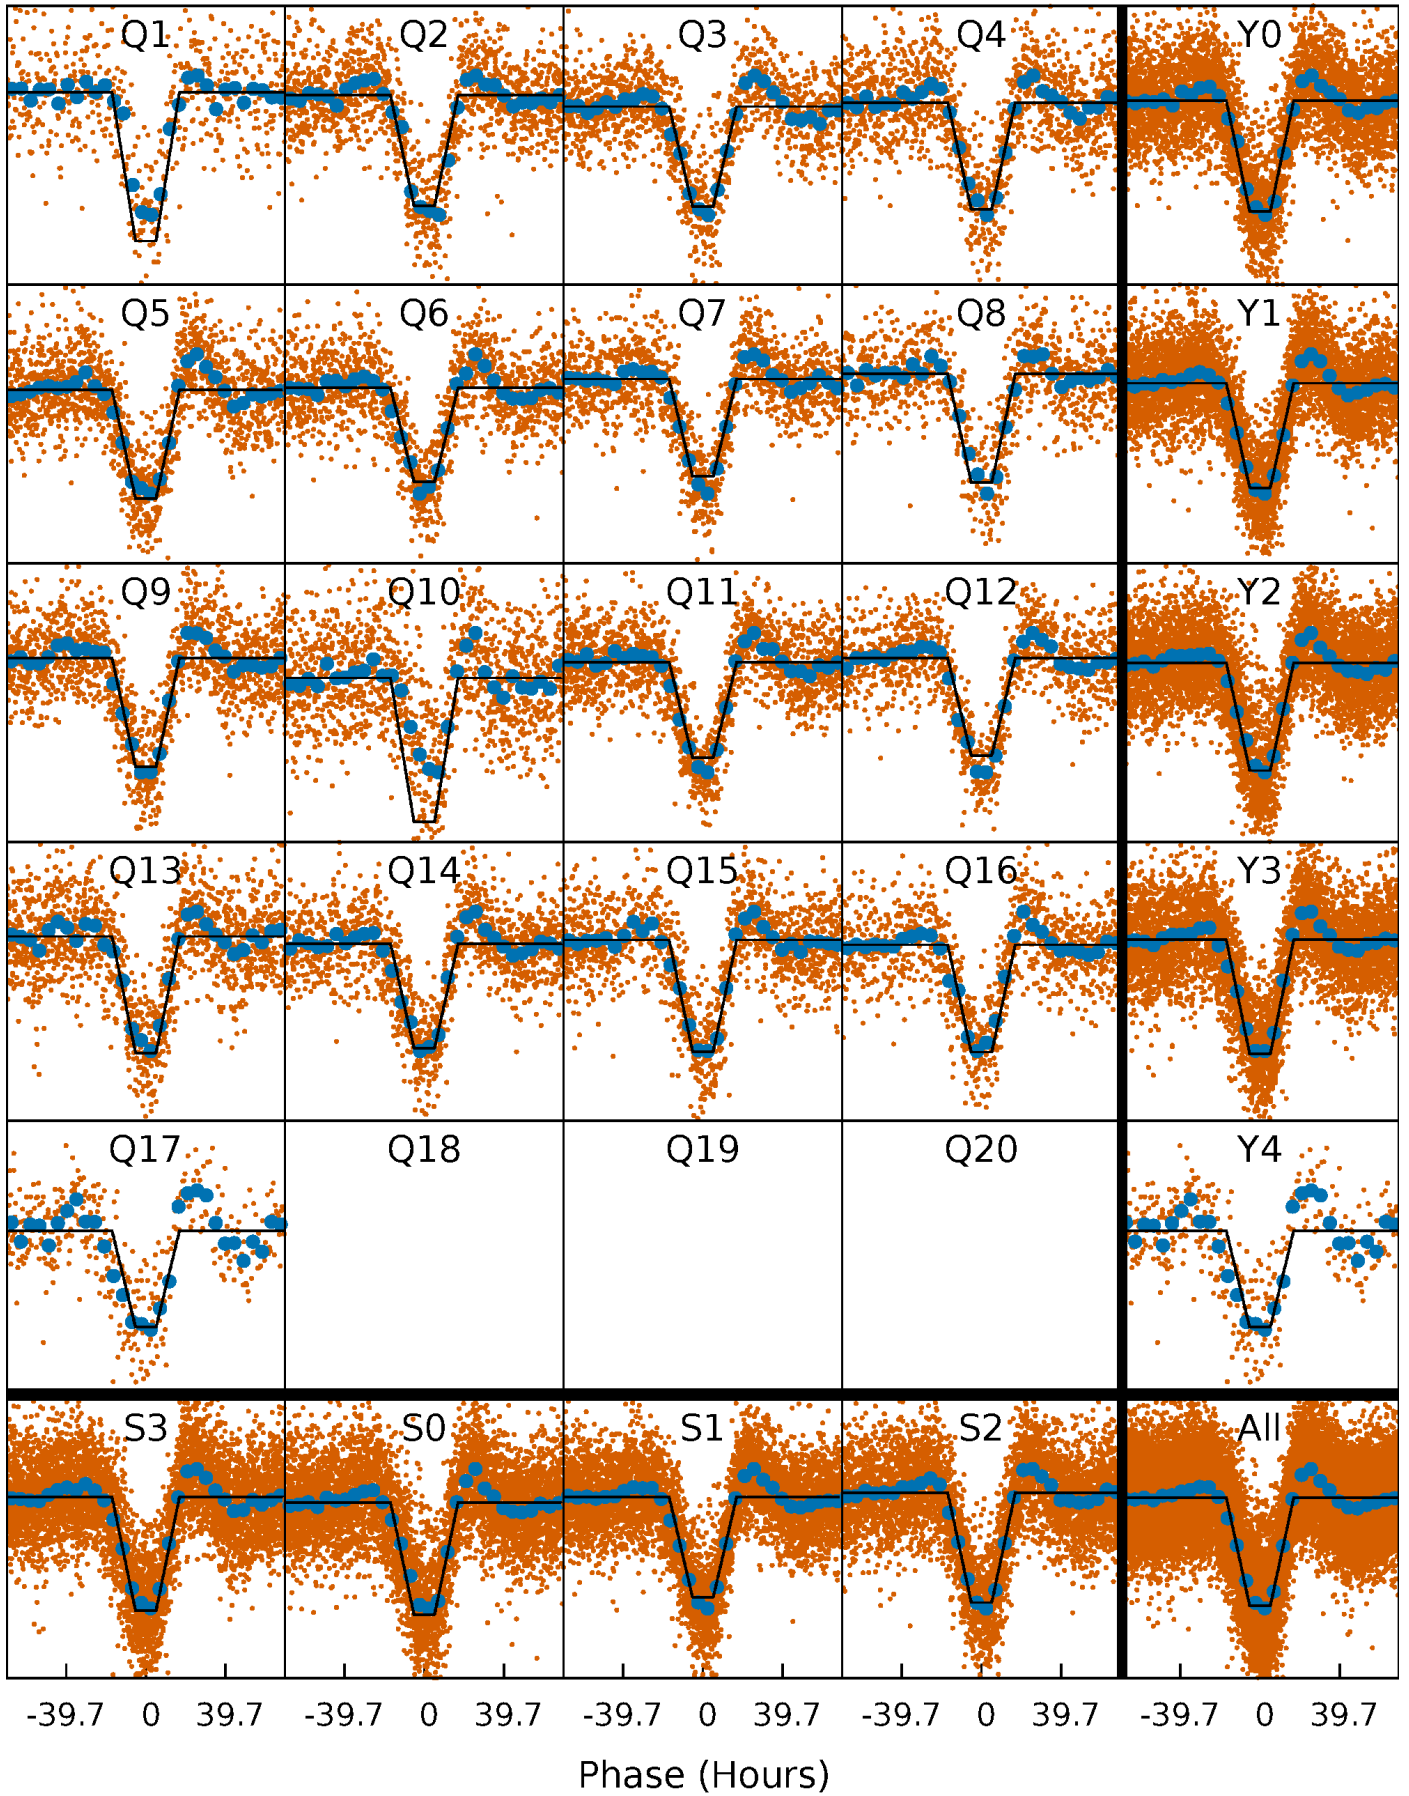 Q1 Q2 Q3 Q4 Y0
Q5 Q6 Q7 Q8 Y1
Q9 Q10 Q11 Q12 Y2
Q13 Q14 Q15 Q16 Y3
Q17 Q18 Q19 Q20 Y4
S3 S0 S1 S2 All
-39.7 0 39.7 -39.7 0 39.7 -39.7 0 39.7 -39.7 0 39.7 -39.7 0 39.7
Phase (Hours)